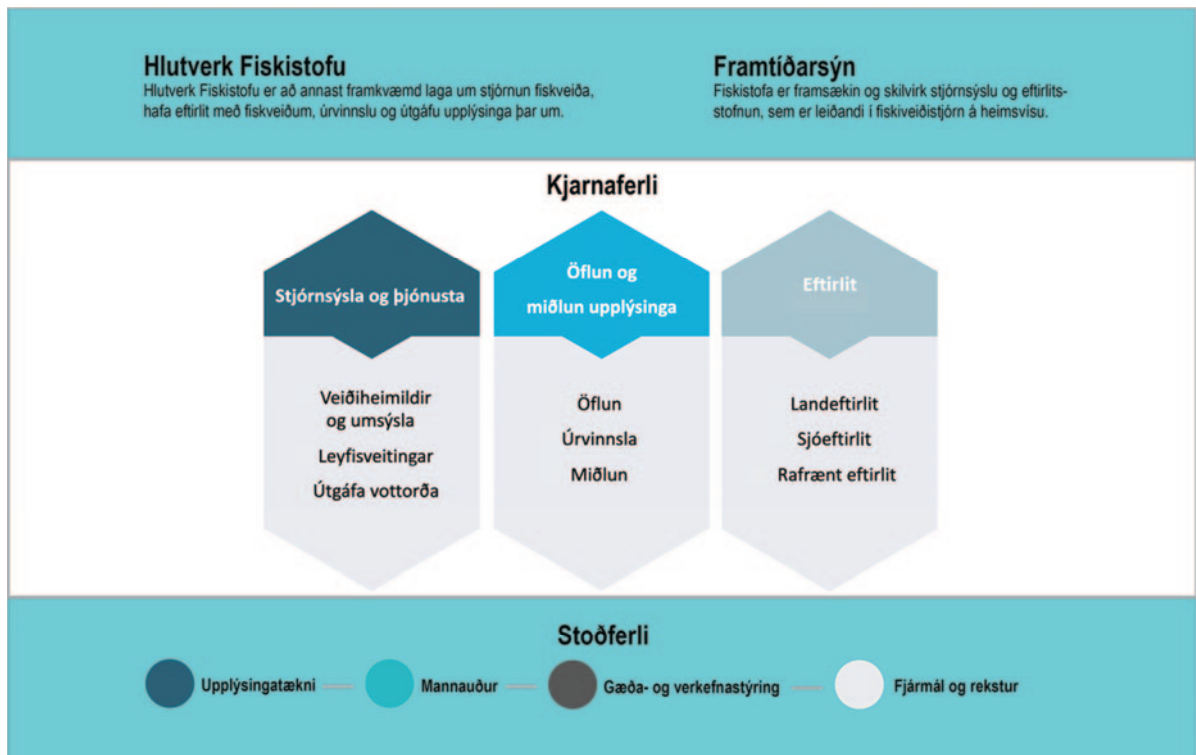 Hlutverk Fiskistofu
Hlutverk Fiskistofu er að annast framkvæmd laga um stjórnun fiskveiða,
hafa eftirlit með fiskveiðum, úrvinnslu og útgáfu upplýsinga þar um.
Framtíðarsýn
Fiskistofa er framsækin og skilvirk stjórnsýslu og eftirlits-
stofnun, sem er leiðandi í fiskiveiðistjórn á heimsvísu.
Kjarnaferli
Stjórnsýsla og þjónusta
Veiðiheimildir
og umsýsla
Leyfisveitingar
Útgáfa vottorða
Öflun og
miðlun upplýsinga
Öflun
Úrvinnsla
Miðlun
Eftirlit
Landeftirlit
Sjóeftirlit
Rafrænt eftirlit
Stoðferli
Upplýsingatækni
Mannauður
Gæða- og verkefnastýring
Fjármál og rekstur